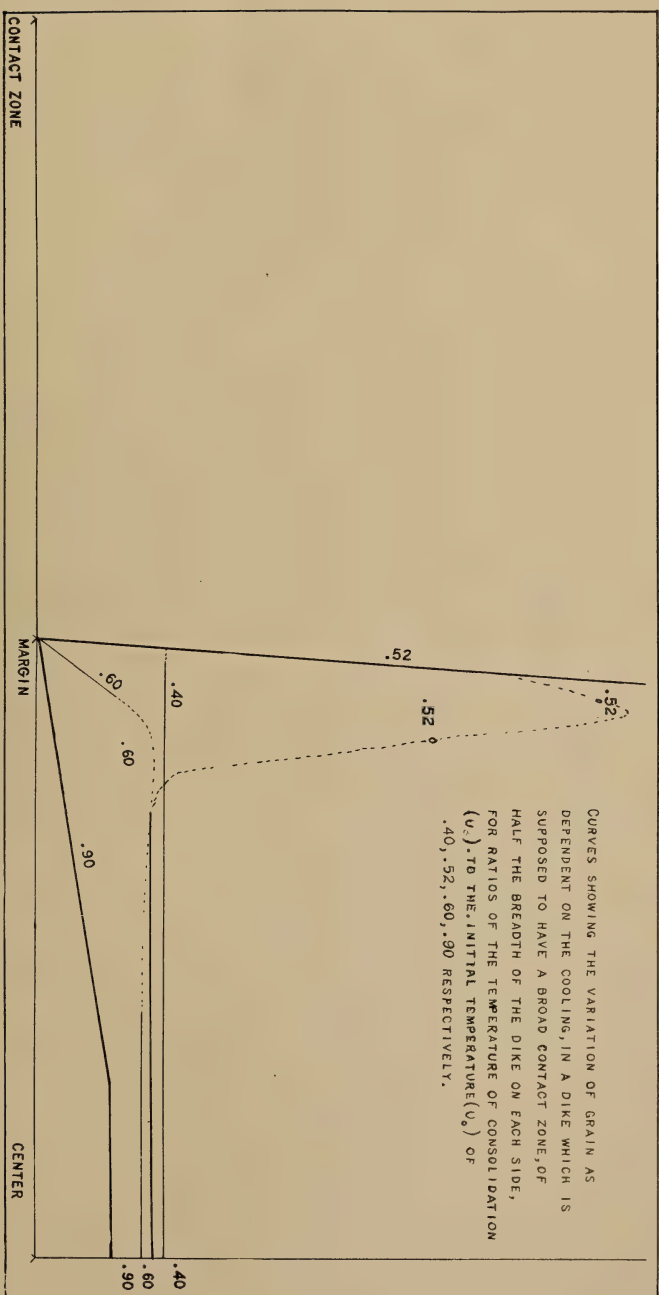 CURVES SHOWING THE VARIATION OF GRAIN AS
DEPENDENT ON THE COOLING, IN A DIKE WHICH IS
SUPPOSED TO HAVE A BROAD CONTACT ZONE, OF
HALF THE BREADTH OF THE DIKE ON EACH SIDE,
FOR RATIOS OF THE TEMPERATURE OF CONSOLIDATION
TO THE INITIAL TEMPERATURE (U₀) OF
.40, .52, .60, .90 RESPECTIVELY.
.52
.52
.52
.40
.60
.60
.90
.40
.60
.90
CONTACT ZONE
MARGIN
CENTER